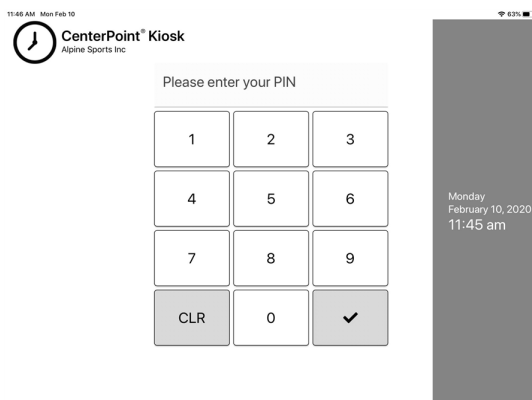 11:46 AM Mon Feb 10
63%
CenterPoint® Kiosk
Alpine Sports Inc
Please enter your PIN
1 2 3
4 5 6
7 8 9
CLR 0
Monday
February 10, 2020
11:45 am